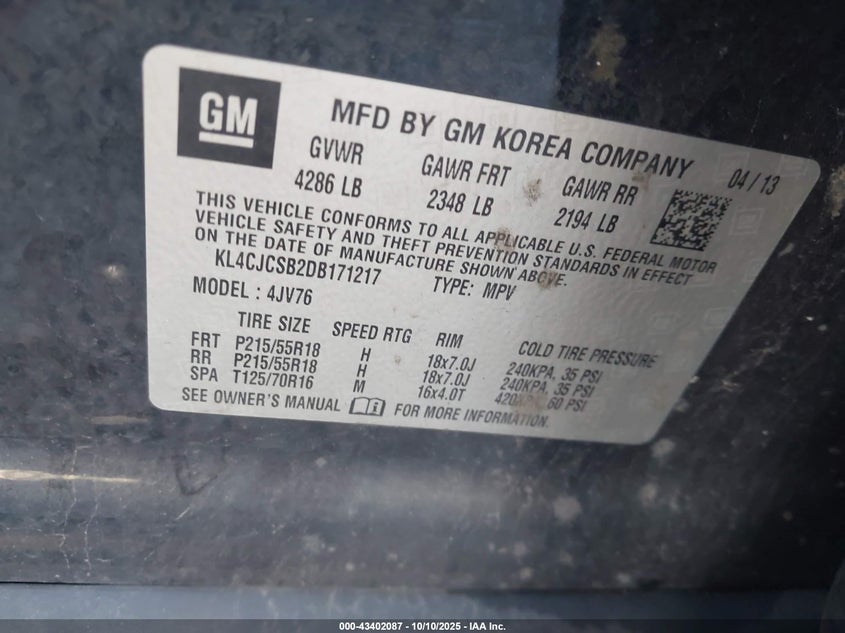 GM
MFD BY GM KOREA COMPANY
04 / 13
GVWR GAWR FRT GAWR RR
4286 LB 2348 LB 2194 LB
THIS VEHICLE CONFORMS TO ALL APPLICABLE U.S. FEDERAL MOTOR
VEHICLE SAFETY AND THEFT PREVENTION STANDARDS IN EFFECT
ON THE DATE OF MANUFACTURE SHOWN ABOVE.
KL4CJCSB2DB171217 TYPE: MPV
MODEL : 4JV76
TIRE SIZE SPEED RTG RIM COLD TIRE PRESSURE
FRT P215/55R18 H 18x7.0J 240KPA, 35 PSI
RR P215/55R18 H 18x7.0J 240KPA, 35 PSI
SPA T125/70R16 M 16x4.0T 420KPA, 60 PSI
SEE OWNER'S MANUAL FOR MORE INFORMATION.
000-43402087 - 10/10/2025 - IAA Inc.